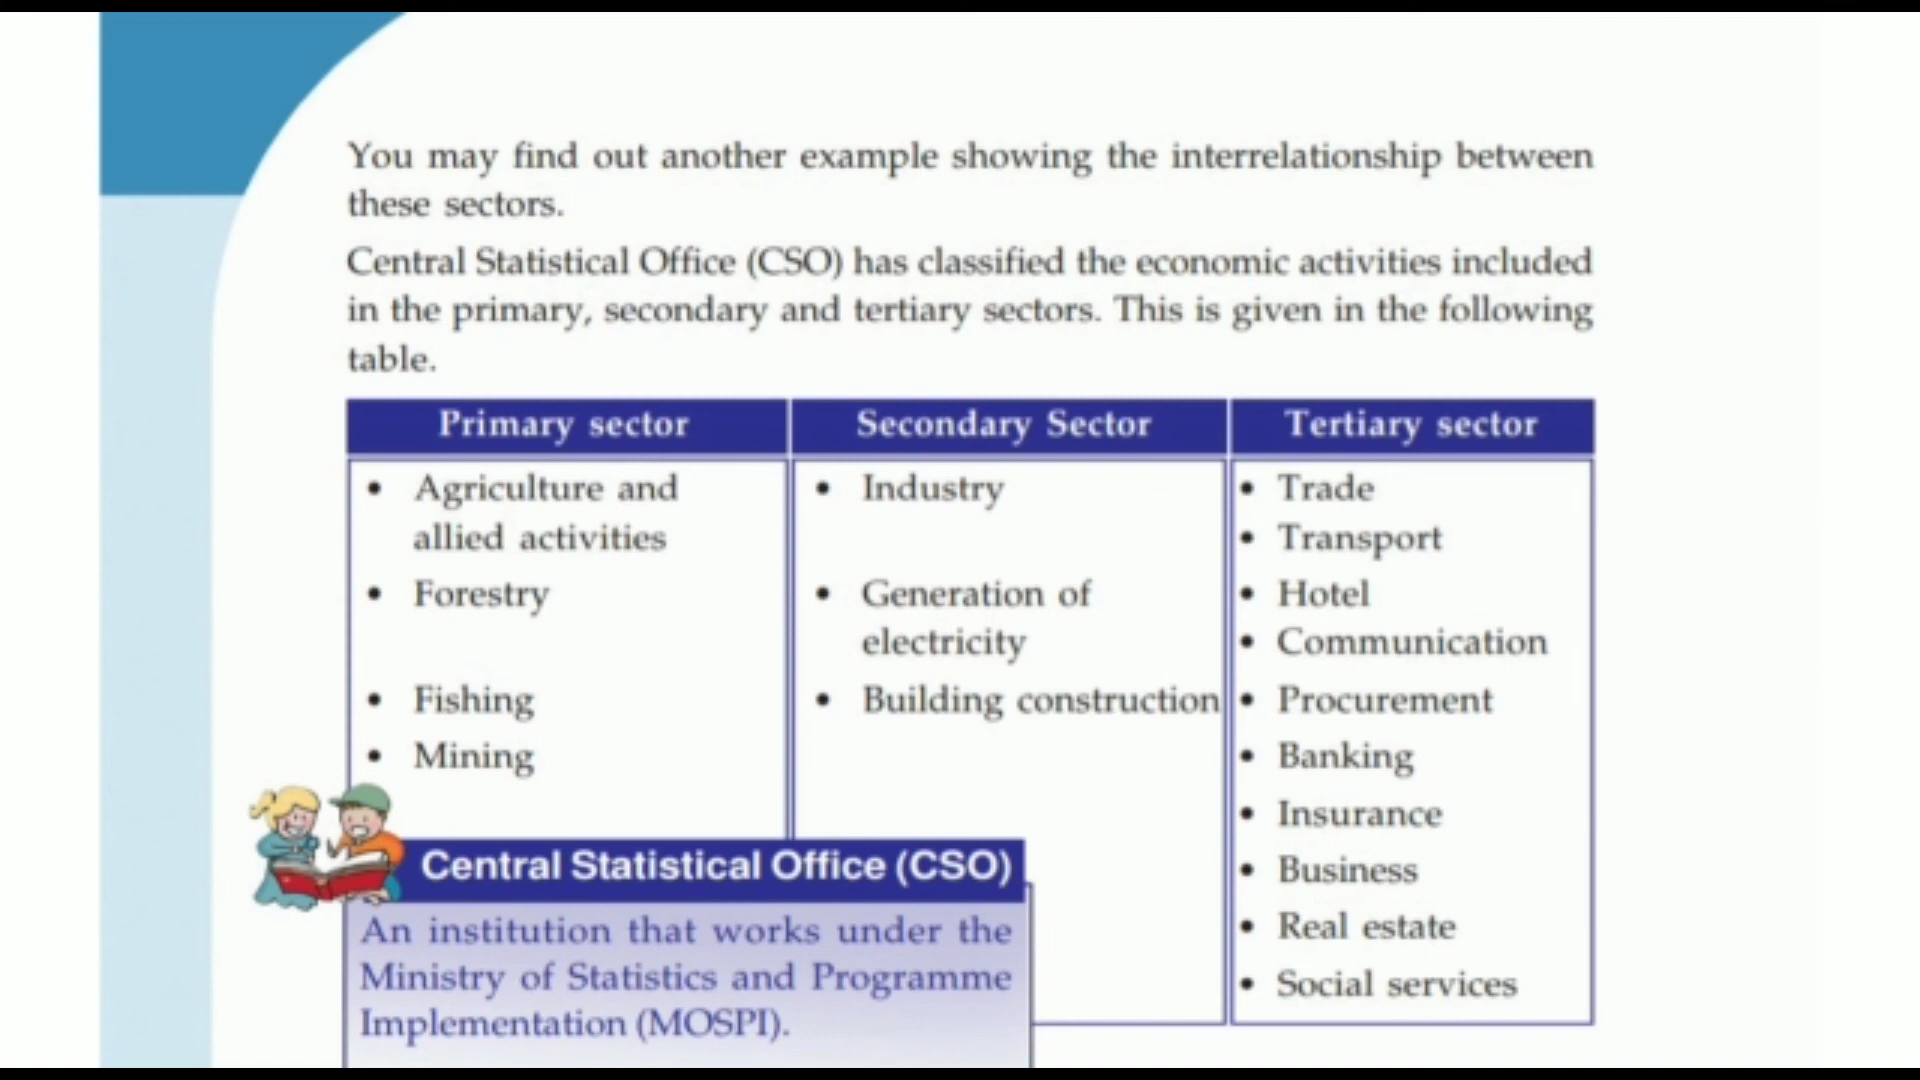 You may find out another example showing the interrelationship between
these sectors.
Central Statistical Office (CSO) has classified the economic activities included
in the primary, secondary and tertiary sectors. This is given in the following
table.
Primary sector
Secondary Sector
Tertiary sector
• Agriculture and
allied activities
• Forestry
• Fishing
• Mining
• Industry
• Generation of
electricity
• Building construction
• Trade
• Transport
• Hotel
• Communication
• Procurement
• Banking
• Insurance
• Business
• Real estate
• Social services
Central Statistical Office (CSO)
An institution that works under the
Ministry of Statistics and Programme
Implementation (MOSPI).